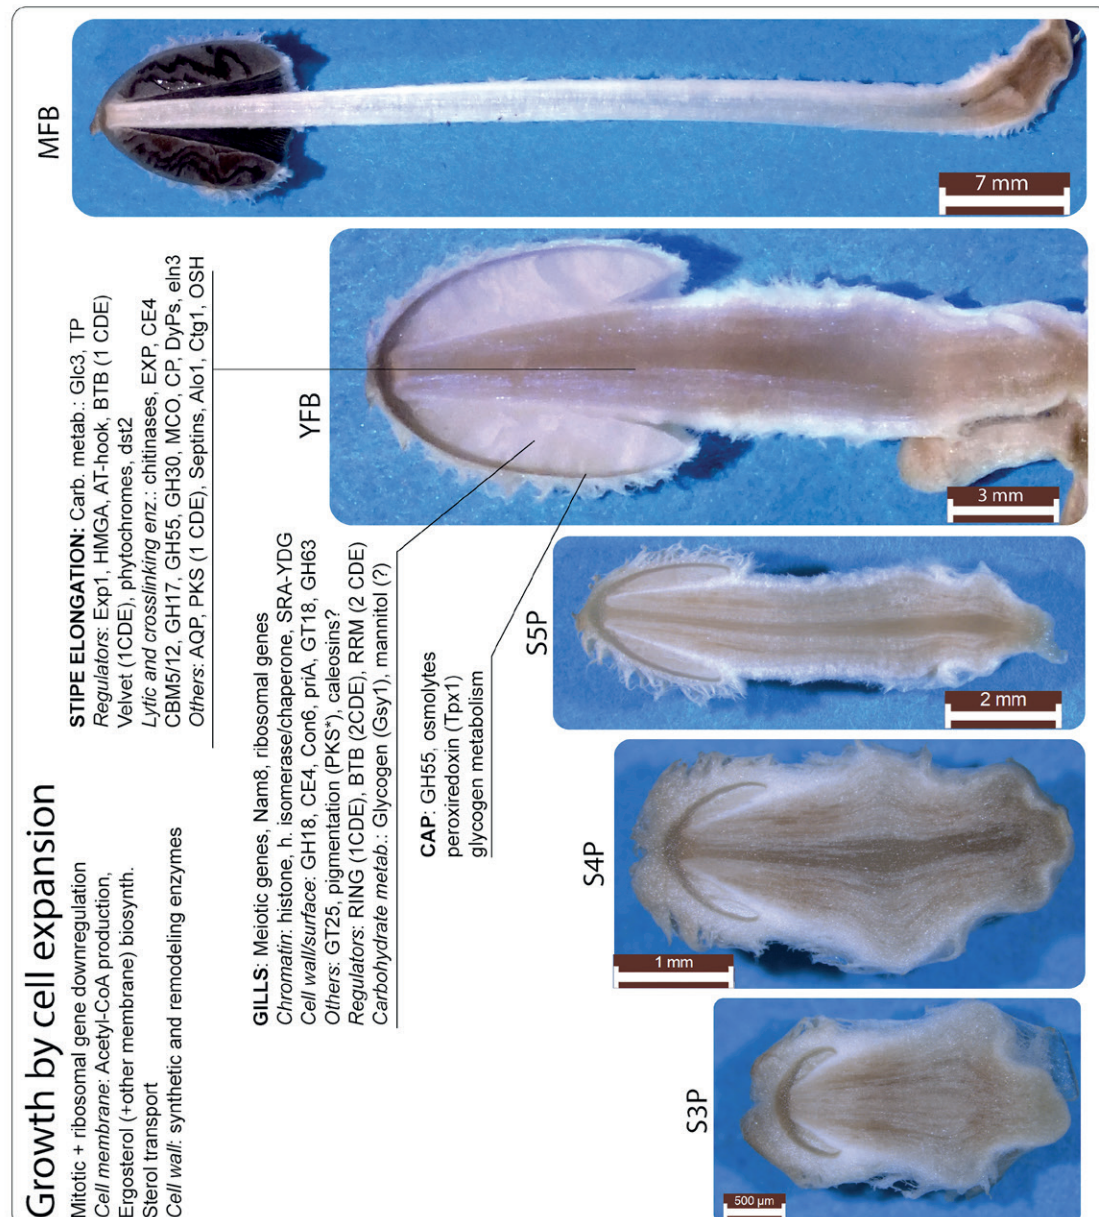 Growth by cell expansion
Mitotic + ribosomal gene downregulation
Cell membrane: Acetyl-CoA production,
Ergosterol (+other membrane) biosynth.
Sterol transport
Cell wall: synthetic and remodeling enzymes
STIPE ELONGATION: Carb. metab.: Glc3, TP
Regulators: Exp1, HMGA, AT-hook, BTB (1 CDE)
Velvet (1CDE), phytochromes, dst2
Lytic and crosslinking enz.: chitinases, EXP, CE4
CBM5/12, GH17, GH55, GH30, MCO, CP, DyPs, eln3
Others: AQP, PKS (1 CDE), Septins, Alo1, Ctg1, OSH
GILLS: Meiotic genes, Nam8, ribosomal genes
Chromatin: histone, h. isomerase/chaperone, SRA-YDG
Cell wall/surface: GH18, CE4, Con6, priA, GT18, GH63
Others: GT25, pigmentation (PKS*), caleosins?
Regulators: RING (1CDE), BTB (2CDE), RRM (2 CDE)
Carbohydrate metab.: Glycogen (Gsy1), mannitol (?)
CAP: GH55, osmolytes
peroxiredoxin (Tpx1)
glycogen metabolism
S3P
500 µm
S4P
1 mm
S5P
2 mm
YFB
3 mm
MFB
7 mm